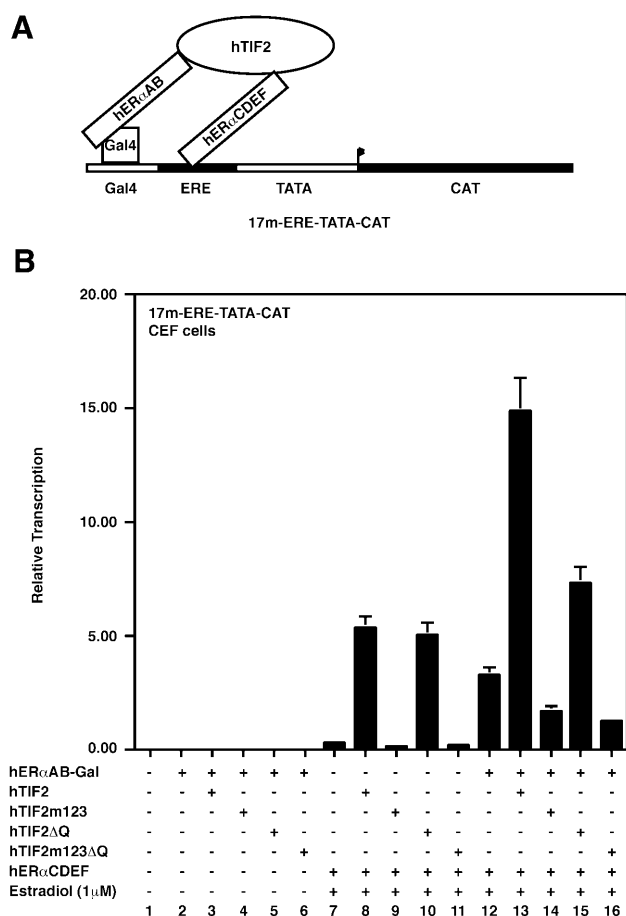 A
hTIF2
hERαAB
hERαCDEF
Gal4
Gal4 ERE TATA CAT
17m-ERE-TATA-CAT
B
20.00
17m-ERE-TATA-CAT
CEF cells
15.00
Relative Transcription
10.00
5.00
0.00
hERαAB-Gal - + + + + + - - - - - + + + + +
hTIF2 - - + - - - - + - - - - + - - -
hTIF2m123 - - - + - - - - + - - - - + - -
hTIF2ΔQ - - - - + - - - - + - - - - + -
hTIF2m123ΔQ - - - - - + - - - - + - - - - +
hERαCDEF - - - - - - + + + + + + + + + +
Estradiol (1μM) - - - - - - + + + + + + + + + +
1 2 3 4 5 6 7 8 9 10 11 12 13 14 15 16